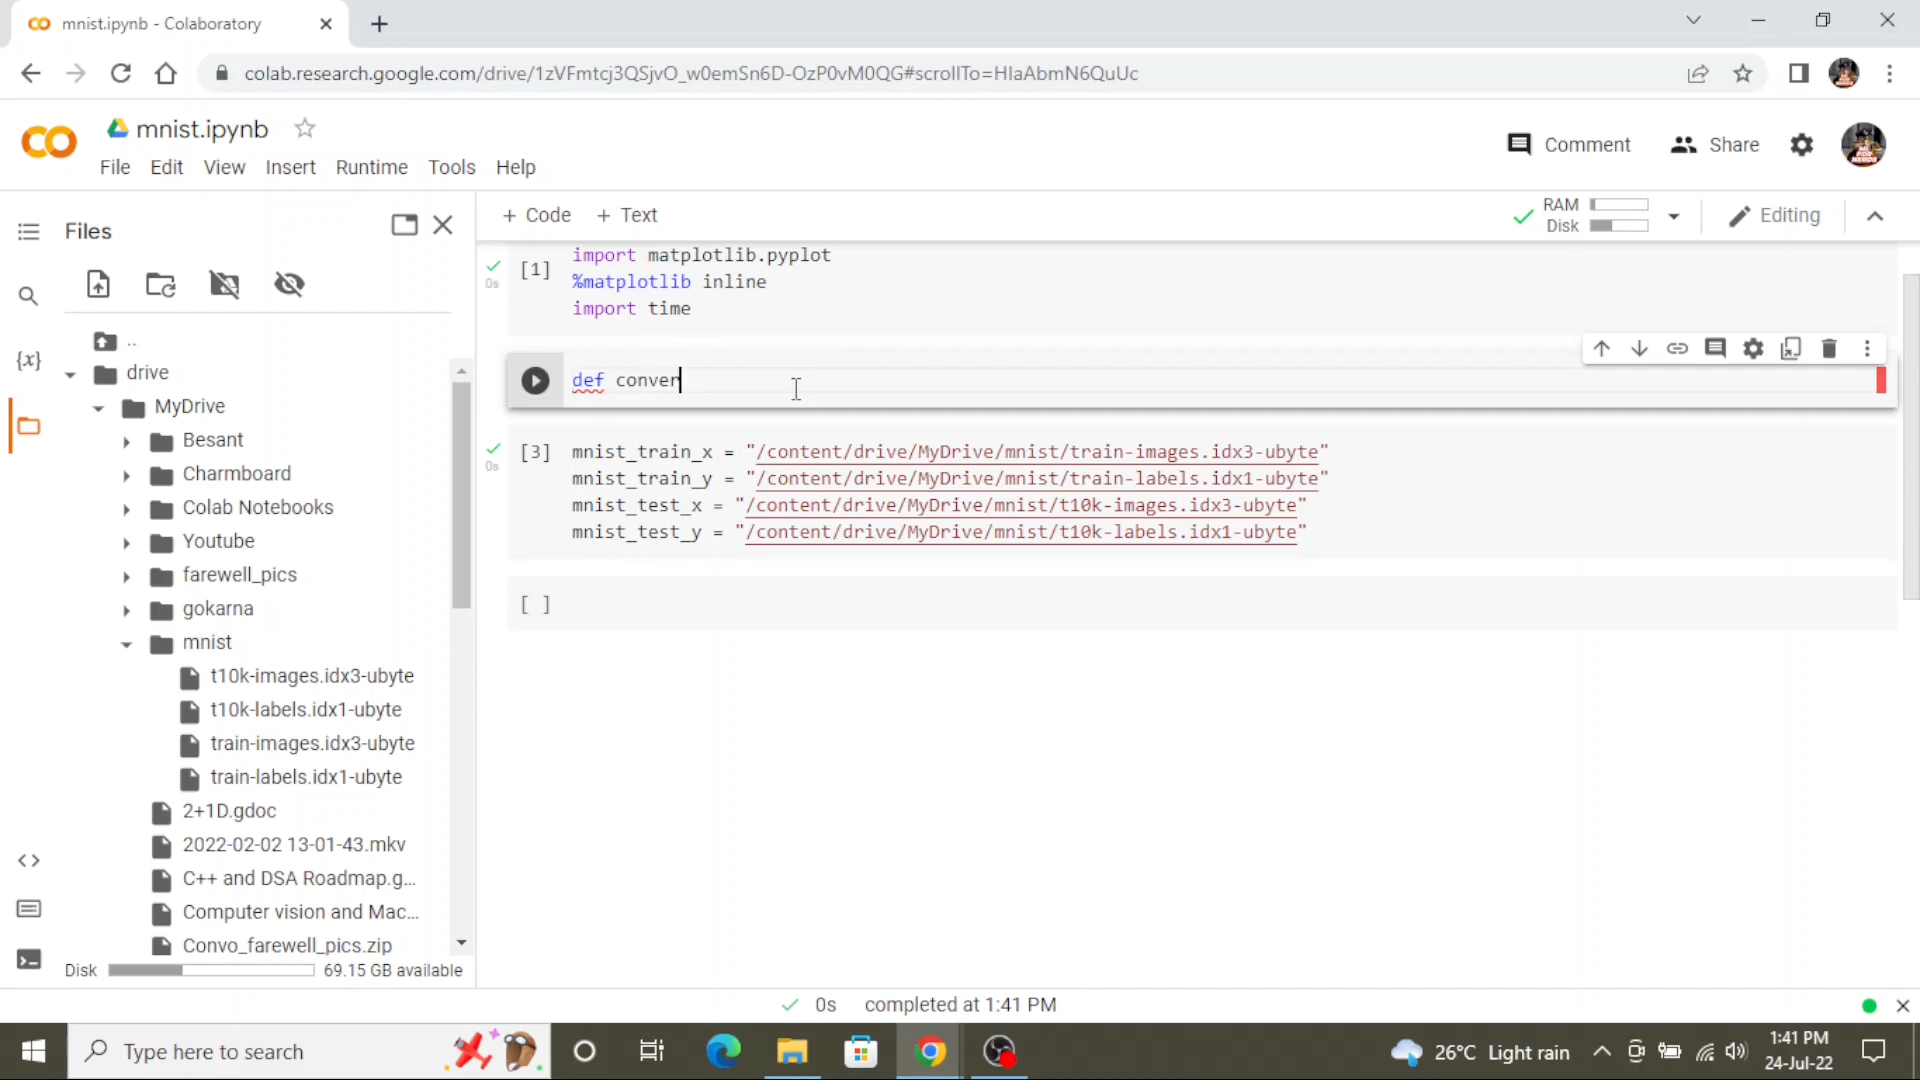 mnist.ipynb - Colaboratory
colab.research.google.com/drive/1zVFmtcj3QSjvO_w0emSn6D-OzP0vM0QG#scrollTo=HIaAbmN6QuUc
CO mnist.ipynb
File Edit View Insert Runtime Tools Help
Comment Share
Files
+ Code + Text
RAM
Disk
Editing
..
drive
MyDrive
Besant
Charmboard
Colab Notebooks
Youtube
farewell_pics
gokarna
mnist
t10k-images.idx3-ubyte
t10k-labels.idx1-ubyte
train-images.idx3-ubyte
train-labels.idx1-ubyte
2+1D.gdoc
2022-02-02 13-01-43.mkv
C++ and DSA Roadmap.g...
Computer vision and Mac...
Convo_farewell_pics.zip
Disk 69.15 GB available
{x}
<>
0s [1] import matplotlib.pyplot
%matplotlib inline
import time
def conver
0s [3] mnist_train_x = "/content/drive/MyDrive/mnist/train-images.idx3-ubyte"
mnist_train_y = "/content/drive/MyDrive/mnist/train-labels.idx1-ubyte"
mnist_test_x = "/content/drive/MyDrive/mnist/t10k-images.idx3-ubyte"
mnist_test_y = "/content/drive/MyDrive/mnist/t10k-labels.idx1-ubyte"
[ ]
0s completed at 1:41 PM
Type here to search
26°C Light rain
1:41 PM
24-Jul-22